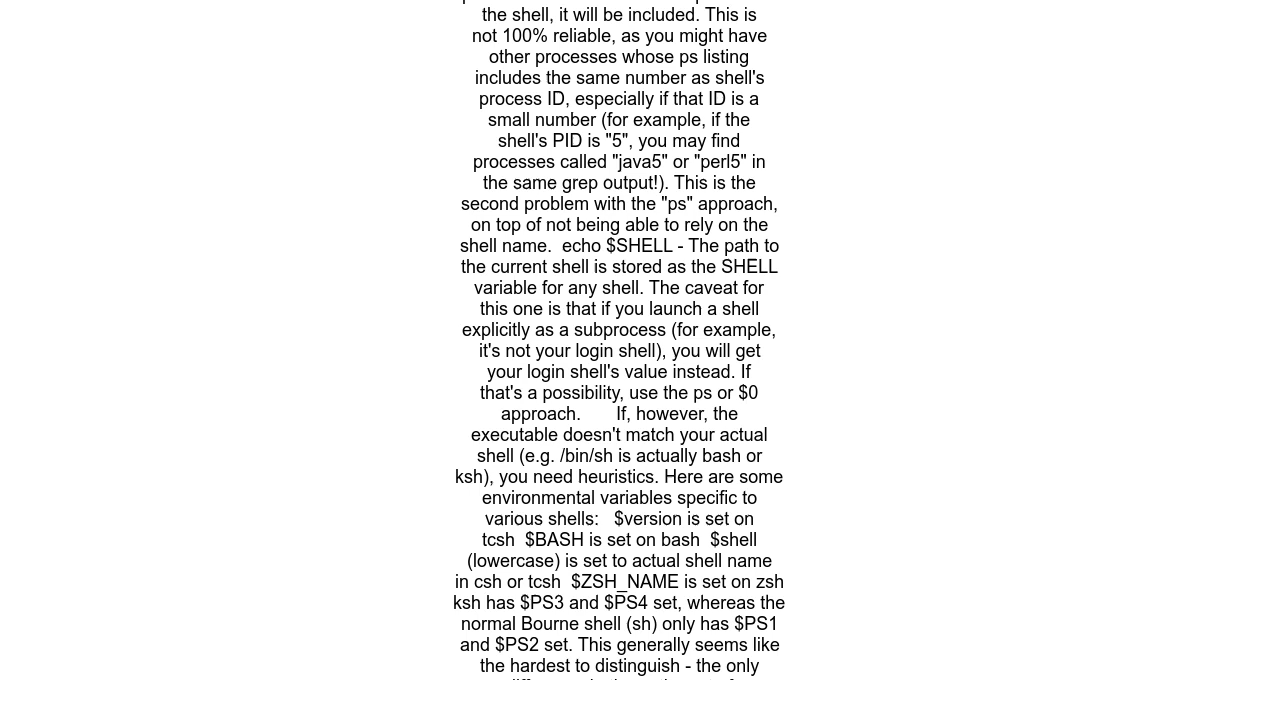 the shell, it will be included. This is
not 100% reliable, as you might have
other processes whose ps listing
includes the same number as shell's
process ID, especially if that ID is a
small number (for example, if the
shell's PID is "5", you may find
processes called "java5" or "perl5" in
the same grep output!). This is the
second problem with the "ps" approach,
on top of not being able to rely on the
shell name.  echo $SHELL - The path to
the current shell is stored as the SHELL
variable for any shell. The caveat for
this one is that if you launch a shell
explicitly as a subprocess (for example,
it's not your login shell), you will get
your login shell's value instead. If
that's a possibility, use the ps or $0
approach.       If, however, the
executable doesn't match your actual
shell (e.g. /bin/sh is actually bash or
ksh), you need heuristics. Here are some
environmental variables specific to
various shells:   $version is set on
tcsh  $BASH is set on bash  $shell
(lowercase) is set to actual shell name
in csh or tcsh  $ZSH_NAME is set on zsh
ksh has $PS3 and $PS4 set, whereas the
normal Bourne shell (sh) only has $PS1
and $PS2 set. This generally seems like
the hardest to distinguish - the only